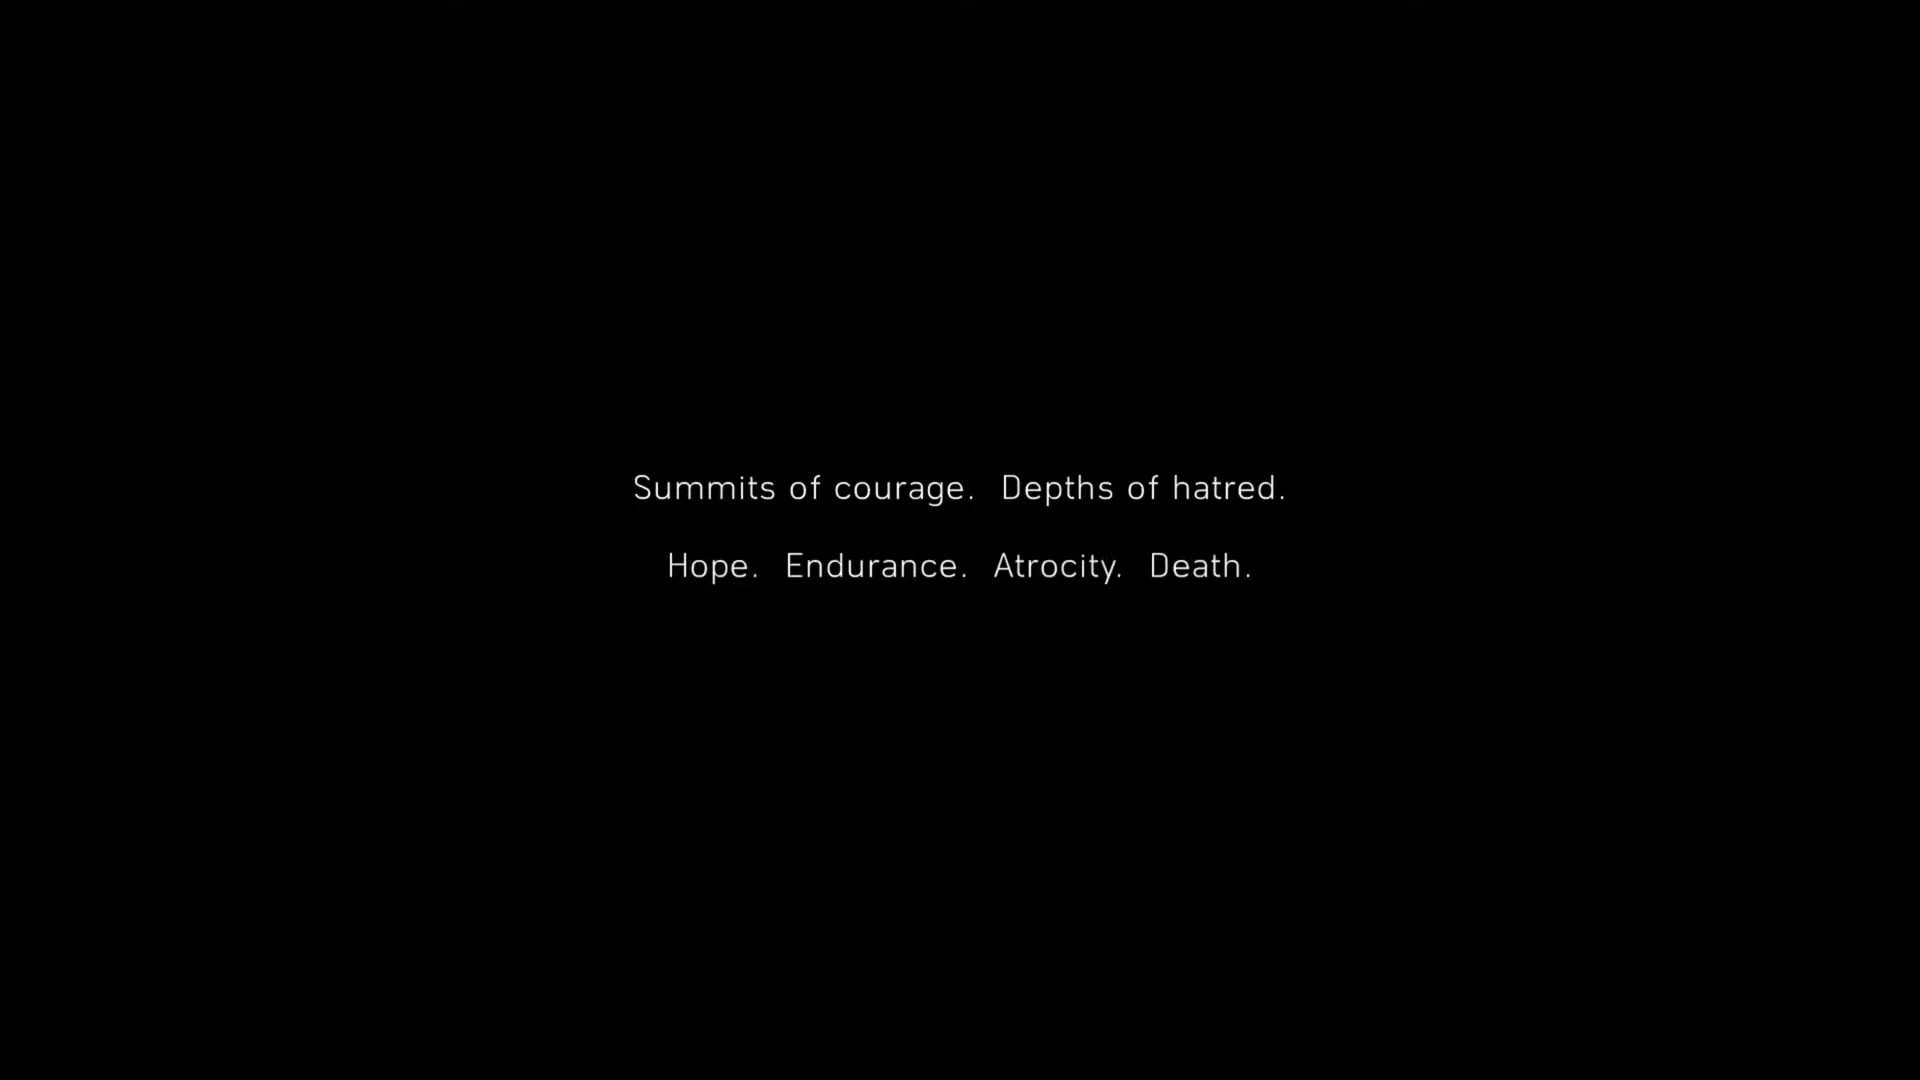 Summits of courage. Depths of hatred.
Hope. Endurance. Atrocity. Death.